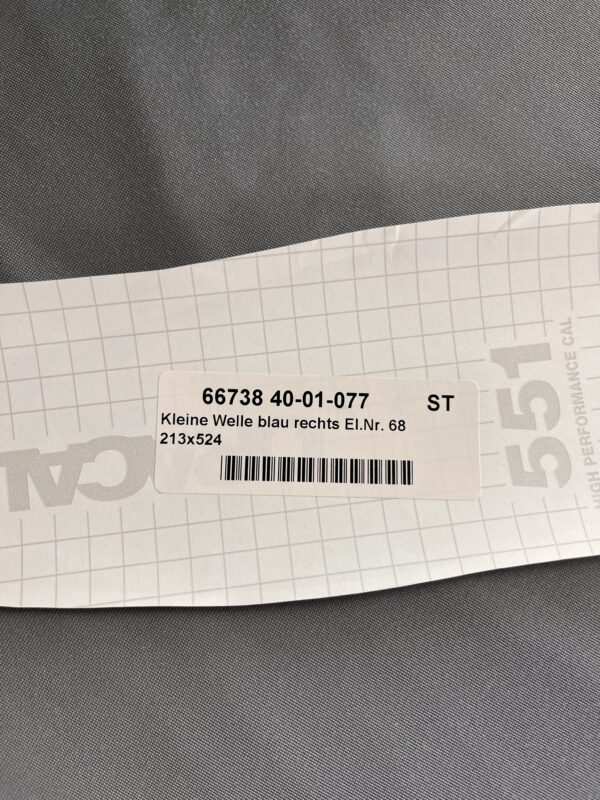 66738 40-01-077 ST
Kleine Welle blau rechts El.Nr. 68
213x524
551
HIGH PERFORMANCE CAL
CAL